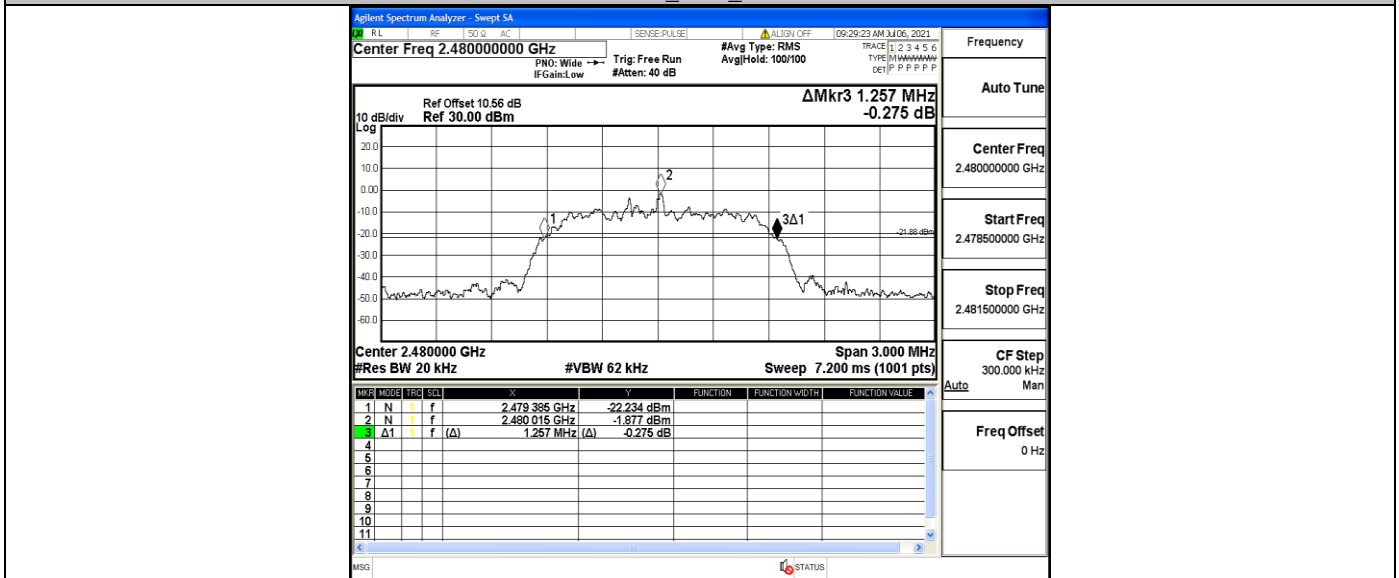 Agilent Spectrum Analyzer - Swept SA
RL RF 50 Ω AC SENSE:PULSE ALIGN OFF 09:29:23 AM Jul 06, 2021
Center Freq 2.480000000 GHz
PNO: Wide
IFGain:Low
Trig: Free Run
#Atten: 40 dB
#Avg Type: RMS
Avg|Hold: 100/100
TRACE 1 2 3 4 5 6
TYPE M W W W W W
DET P P P P P P
Frequency
Auto Tune
Center Freq
2.480000000 GHz
Start Freq
2.478500000 GHz
Stop Freq
2.481500000 GHz
CF Step
300.000 kHz
Auto Man
Freq Offset
0 Hz
ΔMkr3 1.257 MHz
-0.275 dB
Ref Offset 10.56 dB
10 dB/div Ref 30.00 dBm
Log
20.0
10.0
0.00
-10.0
-20.0
-30.0
-40.0
-50.0
-60.0
1
2
3Δ1
-21.88 dBm
Center 2.480000 GHz Span 3.000 MHz
#Res BW 20 kHz #VBW 62 kHz Sweep 7.200 ms (1001 pts)
MKR MODE TRC SCL X Y FUNCTION FUNCTION WIDTH FUNCTION VALUE
1 N 1 f 2.479 385 GHz -22.234 dBm
2 N 1 f 2.480 015 GHz -1.877 dBm
3 Δ1 1 f (Δ) 1.257 MHz (Δ) -0.275 dB
4
5
6
7
8
9
10
11
MSG STATUS